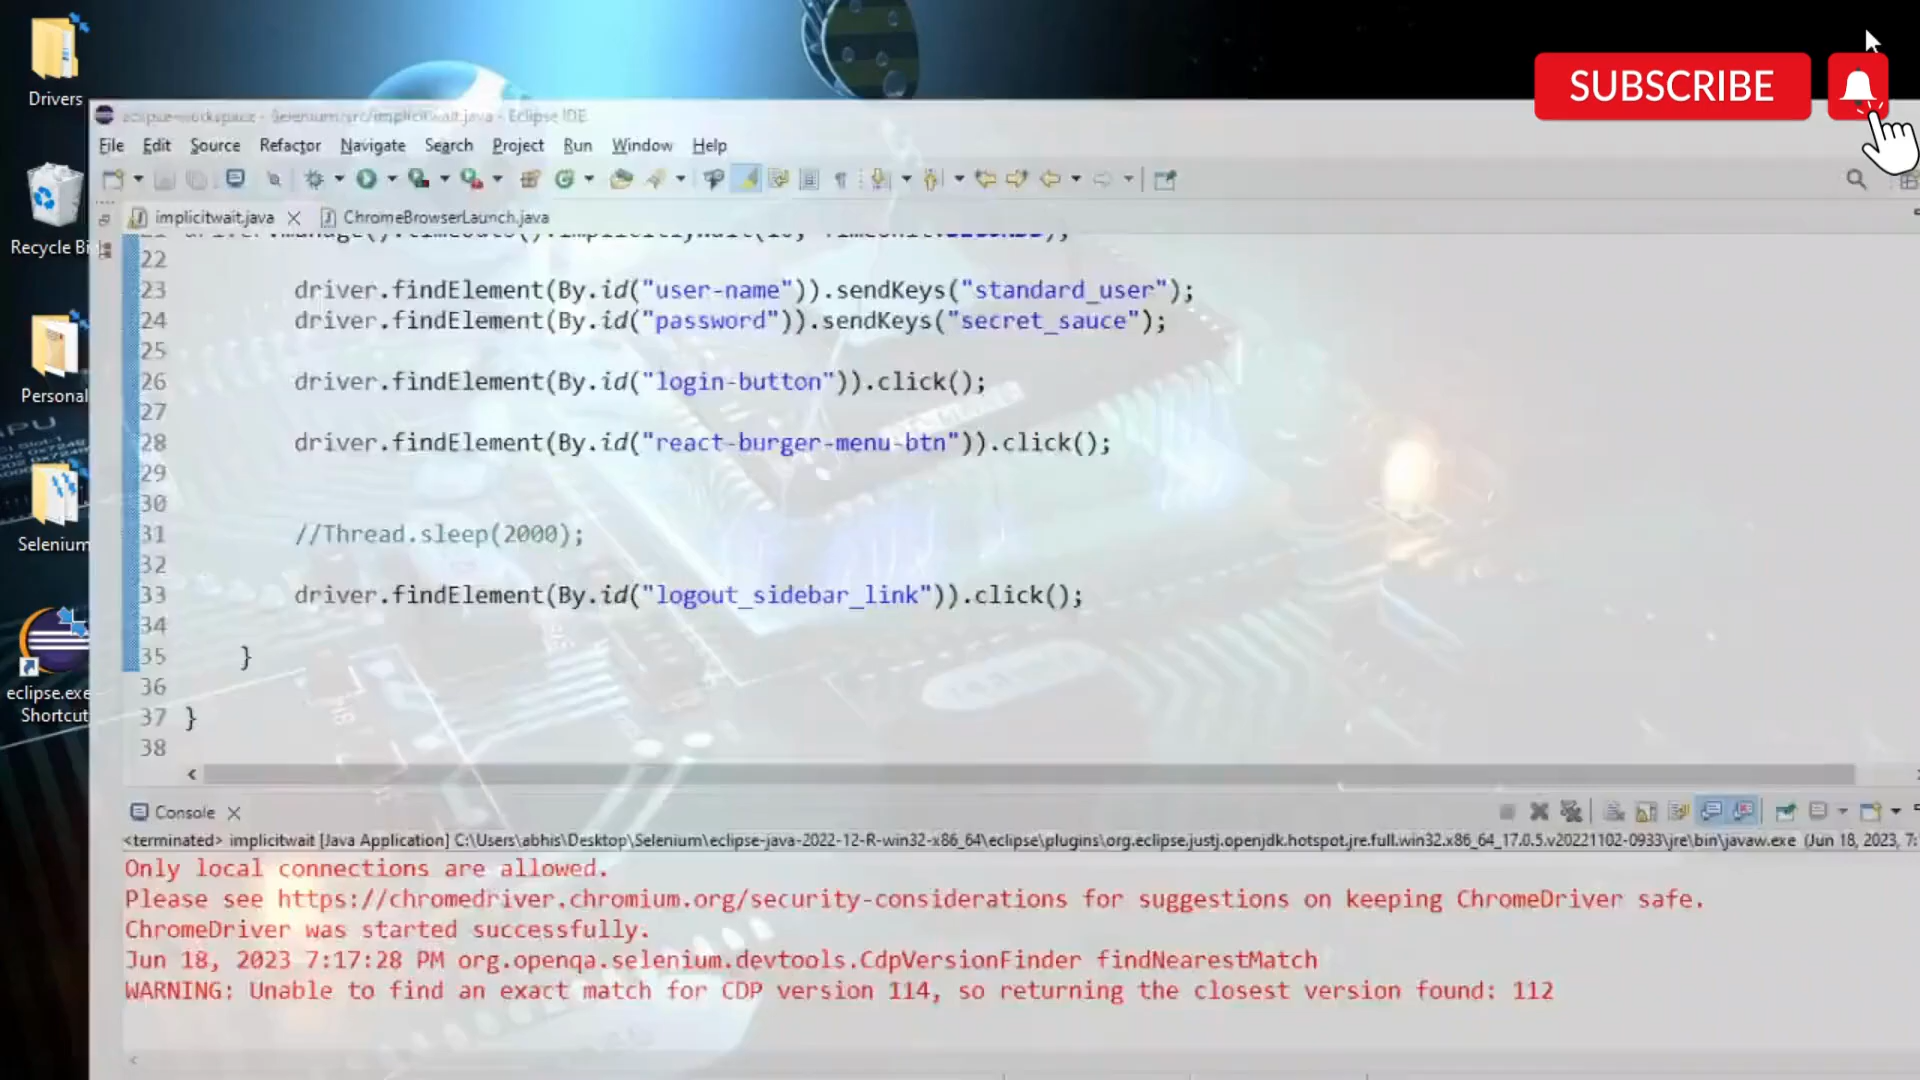 SUBSCRIBE
Drivers
Recycle Bi
Personal
Selenium
eclipse.exe
Shortcut
eclipse-workspace - Selenium/src/implicitwait.java - Eclipse IDE
File Edit Source Refactor Navigate Search Project Run Window Help
implicitwait.java ChromeBrowserLaunch.java
22
23 driver.findElement(By.id("user-name")).sendKeys("standard_user");
24 driver.findElement(By.id("password")).sendKeys("secret_sauce");
25
26 driver.findElement(By.id("login-button")).click();
27
28 driver.findElement(By.id("react-burger-menu-btn")).click();
29
30
31 //Thread.sleep(2000);
32
33 driver.findElement(By.id("logout_sidebar_link")).click();
34
35 }
36
37 }
38
Console
<terminated> implicitwait [Java Application] C:\Users\abhis\Desktop\Selenium\eclipse-java-2022-12-R-win32-x86_64\eclipse\plugins\org.eclipse.justj.openjdk.hotspot.jre.full.win32.x86_64_17.0.5.v20221102-0933\jre\bin\javaw.exe (Jun 18, 2023, 7:
Only local connections are allowed.
Please see https://chromedriver.chromium.org/security-considerations for suggestions on keeping ChromeDriver safe.
ChromeDriver was started successfully.
Jun 18, 2023 7:17:28 PM org.openqa.selenium.devtools.CdpVersionFinder findNearestMatch
WARNING: Unable to find an exact match for CDP version 114, so returning the closest version found: 112